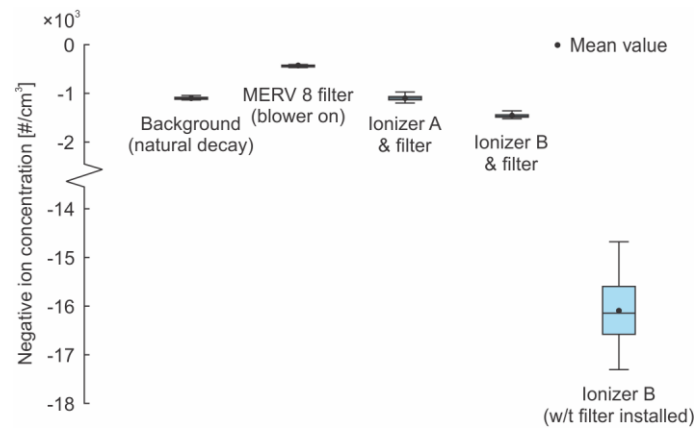 ×10³
Negative ion concentration [#/cm³]
0
-1
-2
-14
-15
-16
-17
-18
Mean value
Background
(natural decay)
MERV 8 filter
(blower on)
Ionizer A
& filter
Ionizer B
& filter
Ionizer B
(w/t filter installed)